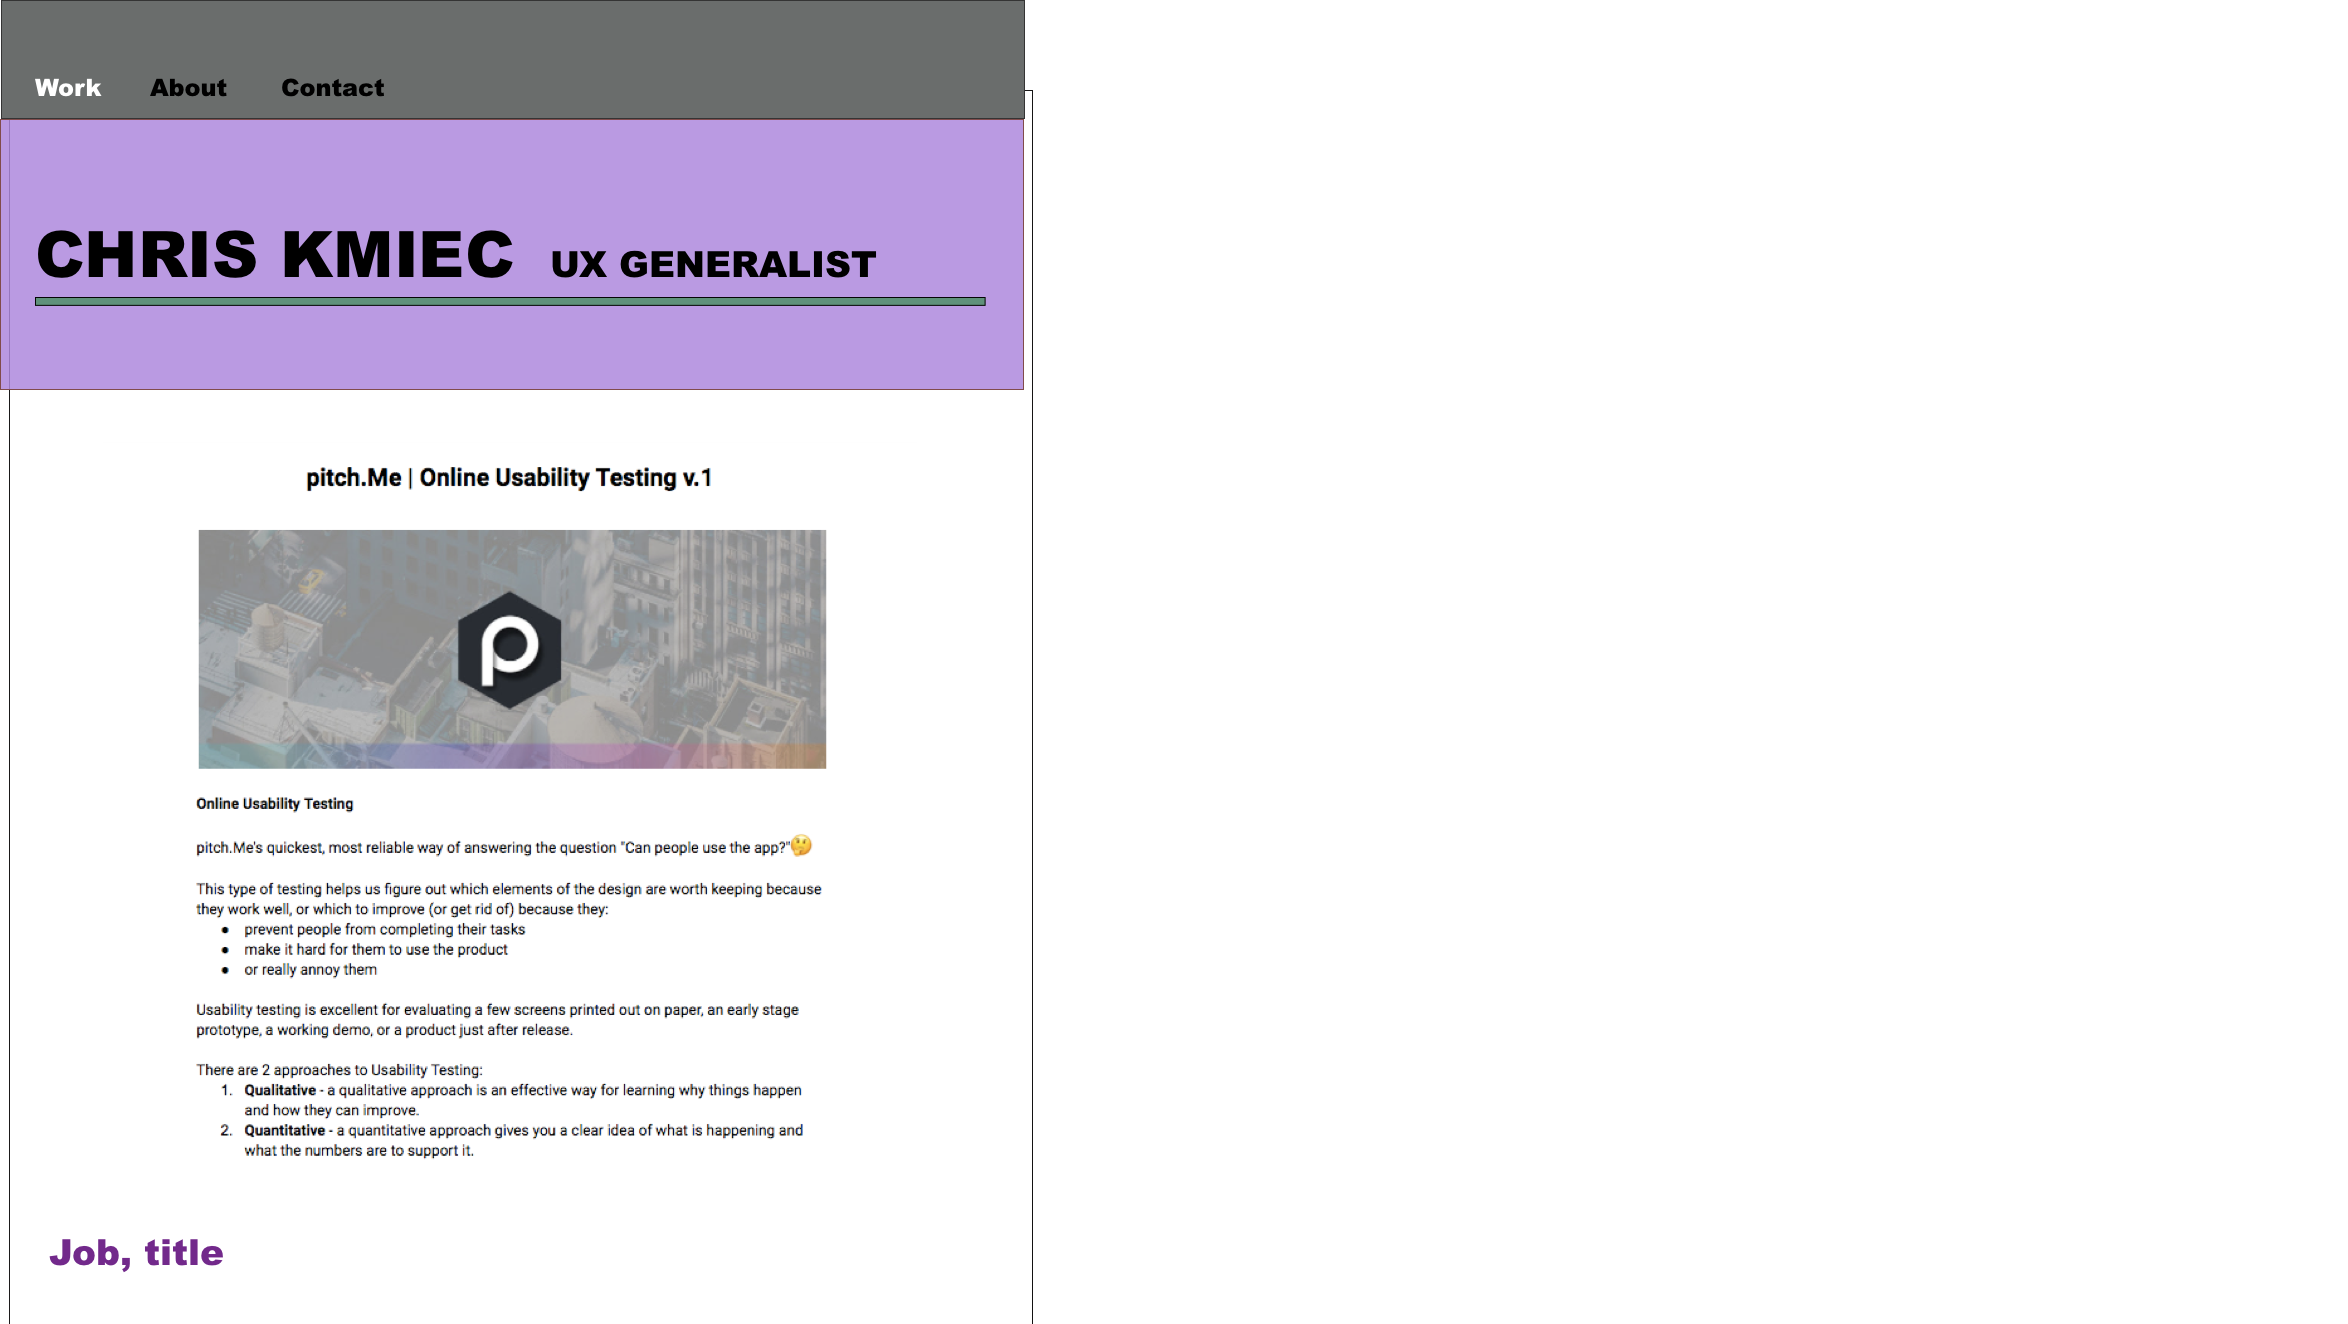 Work About Contact
CHRIS KMIEC UX GENERALIST
pitch.Me | Online Usability Testing v.1
p
Online Usability Testing
pitch.Me's quickest, most reliable way of answering the question "Can people use the app?"🤔
This type of testing helps us figure out which elements of the design are worth keeping because
they work well, or which to improve (or get rid of) because they:
● prevent people from completing their tasks
● make it hard for them to use the product
● or really annoy them
Usability testing is excellent for evaluating a few screens printed out on paper, an early stage
prototype, a working demo, or a product just after release.
There are 2 approaches to Usability Testing:
1. Qualitative - a qualitative approach is an effective way for learning why things happen
and how they can improve.
2. Quantitative - a quantitative approach gives you a clear idea of what is happening and
what the numbers are to support it.
Job, title